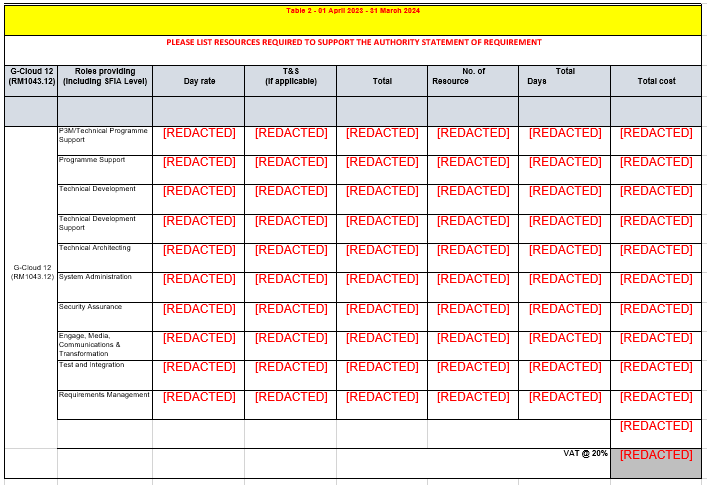 Table 2 - 01 April 2023 - 31 March 2024
PLEASE LIST RESOURCES REQUIRED TO SUPPORT THE AUTHORITY STATEMENT OF REQUIREMENT
G-Cloud 12 (RM1043.12)
Roles providing (including SFIA Level)
Day rate
T&S (if applicable)
Total
No. of Resource
Total Days
Total cost
G-Cloud 12 (RM1043.12)
P3M/Technical Programme Support [REDACTED] [REDACTED] [REDACTED] [REDACTED] [REDACTED] [REDACTED]
Programme Support [REDACTED] [REDACTED] [REDACTED] [REDACTED] [REDACTED] [REDACTED]
Technical Development [REDACTED] [REDACTED] [REDACTED] [REDACTED] [REDACTED] [REDACTED]
Technical Development Support [REDACTED] [REDACTED] [REDACTED] [REDACTED] [REDACTED] [REDACTED]
Technical Architecting [REDACTED] [REDACTED] [REDACTED] [REDACTED] [REDACTED] [REDACTED]
System Administration [REDACTED] [REDACTED] [REDACTED] [REDACTED] [REDACTED] [REDACTED]
Security Assurance [REDACTED] [REDACTED] [REDACTED] [REDACTED] [REDACTED] [REDACTED]
Engage, Media, Communications & Transformation [REDACTED] [REDACTED] [REDACTED] [REDACTED] [REDACTED] [REDACTED]
Test and Integration [REDACTED] [REDACTED] [REDACTED] [REDACTED] [REDACTED] [REDACTED]
Requirements Management [REDACTED] [REDACTED] [REDACTED] [REDACTED] [REDACTED] [REDACTED]
[REDACTED]
VAT @ 20% [REDACTED]